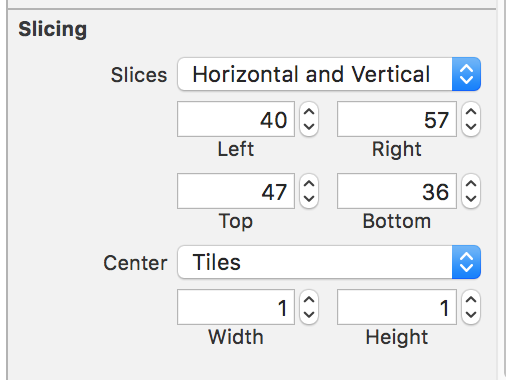 Slicing
Slices Horizontal and Vertical
40 57
Left Right
47 36
Top Bottom
Center Tiles
1 1
Width Height